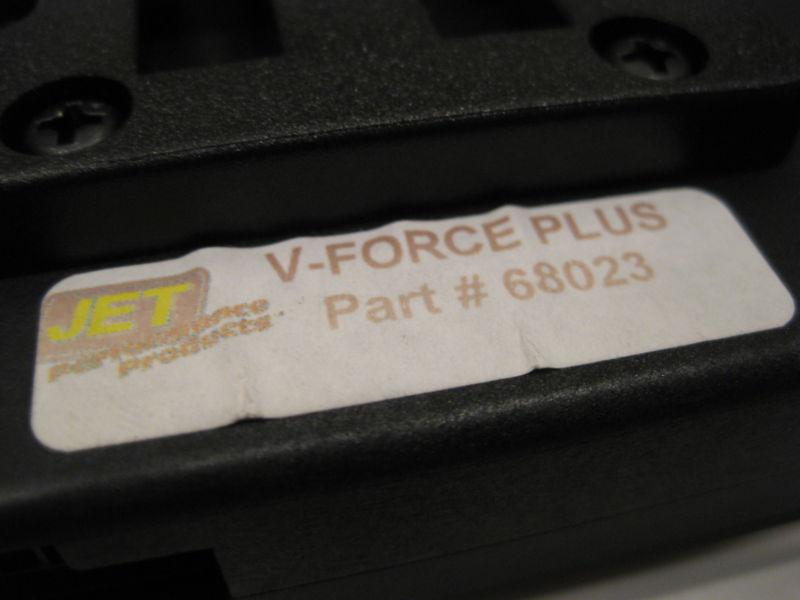 V-FORCE PLUS
Part # 68023
JET
Performance
Products